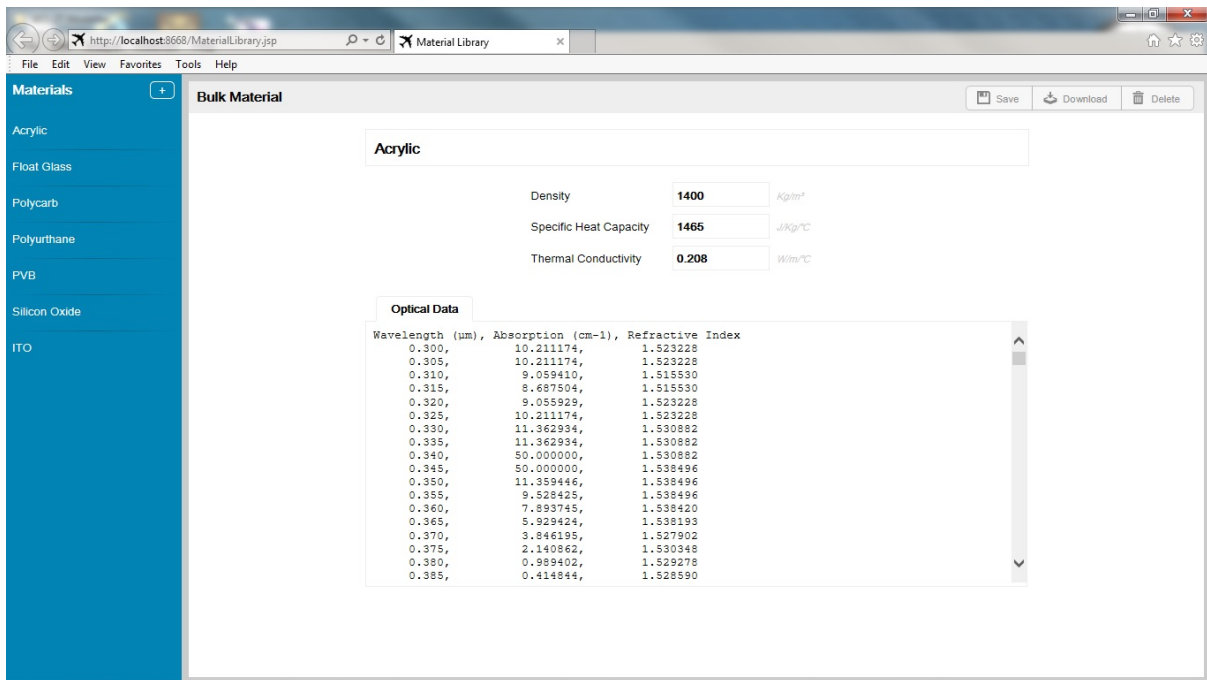 http://localhost:8668/MaterialLibrary.jsp
Material Library
File Edit View Favorites Tools Help
Materials
Acrylic
Float Glass
Polycarb
Polyurthane
PVB
Silicon Oxide
ITO
Bulk Material
Save Download Delete
Acrylic
Density 1400 Kg/m³
Specific Heat Capacity 1465 J/Kg/°C
Thermal Conductivity 0.208 W/m/°C
Optical Data
Wavelength (µm), Absorption (cm-1), Refractive Index
0.300, 10.211174, 1.523228
0.305, 10.211174, 1.523228
0.310, 9.059410, 1.515530
0.315, 8.687504, 1.515530
0.320, 9.055929, 1.523228
0.325, 10.211174, 1.523228
0.330, 11.362934, 1.530882
0.335, 11.362934, 1.530882
0.340, 50.000000, 1.530882
0.345, 50.000000, 1.538496
0.350, 11.359446, 1.538496
0.355, 9.528425, 1.538496
0.360, 7.893745, 1.538420
0.365, 5.929424, 1.538193
0.370, 3.846195, 1.527902
0.375, 2.140862, 1.530348
0.380, 0.989402, 1.529278
0.385, 0.414844, 1.528590